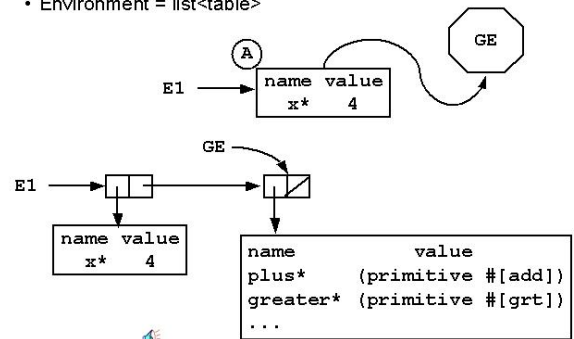 • Environment = list<table>
GE
A
name value
E1
x* 4
GE
E1
name value
x* 4
name value
plus* (primitive #[add])
greater* (primitive #[grt])
...